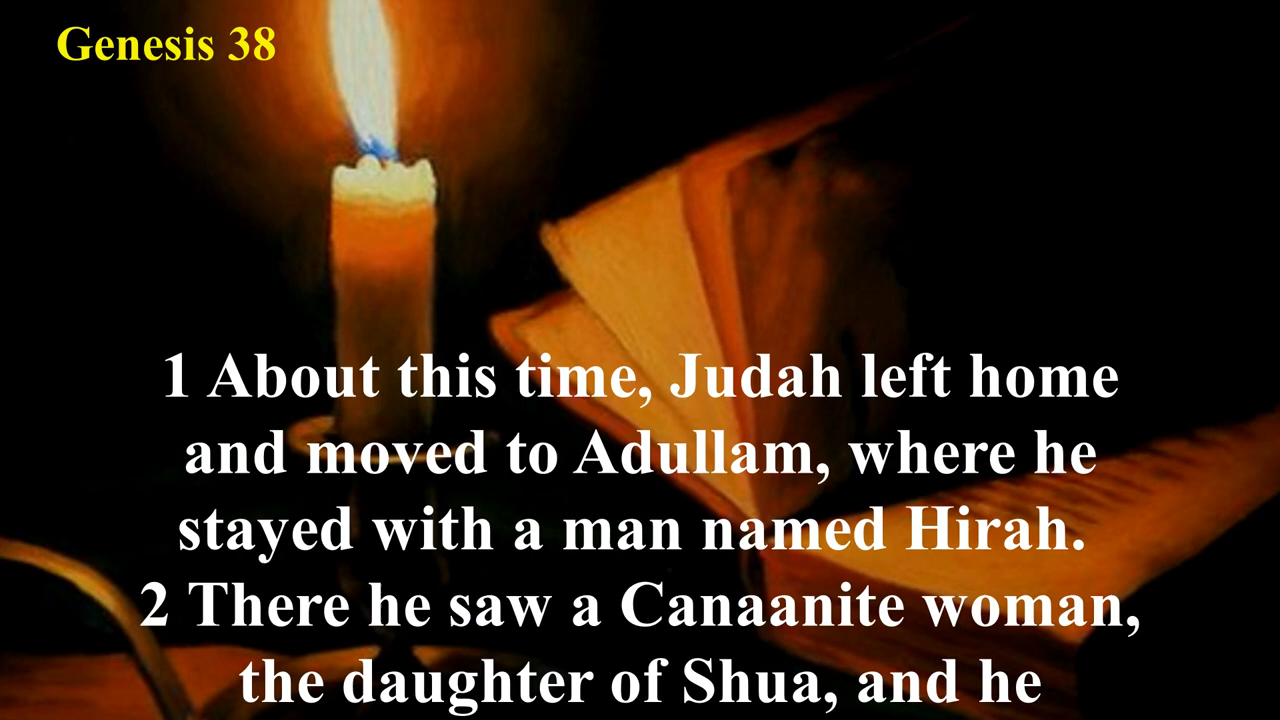 Genesis 38
1 About this time, Judah left home
and moved to Adullam, where he
stayed with a man named Hirah.
2 There he saw a Canaanite woman,
the daughter of Shua, and he